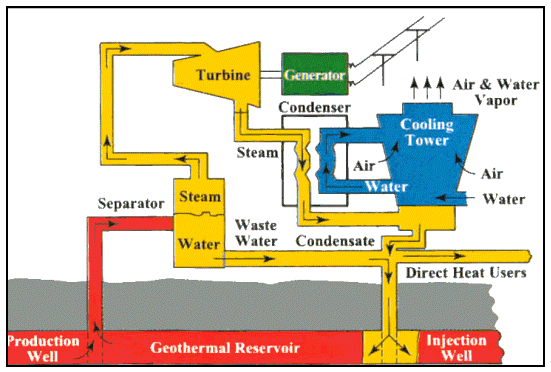 Turbine
Generator
Air & Water
Vapor
Condenser
Cooling
Tower
Steam
Air
Air
Water
Water
Separator
Steam
Water
Waste
Water
Condensate
Direct Heat Users
Production
Well
Geothermal Reservoir
Injection
Well